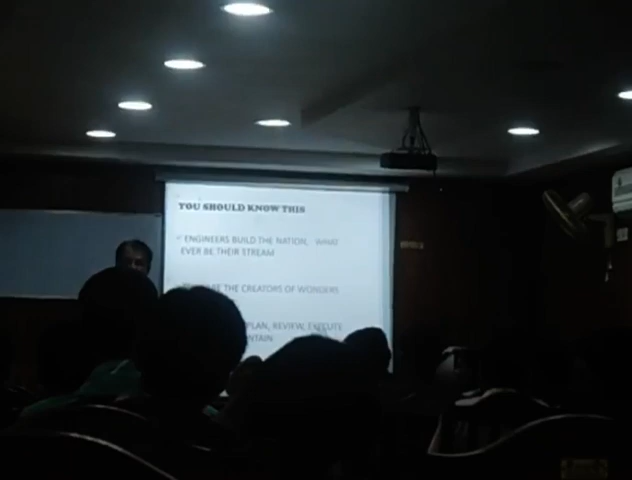 YOU SHOULD KNOW THIS
ENGINEERS BUILD THE NATION, WHAT
EVER BE THEIR STREAM
THE CREATORS OF WONDERS
PLAN, REVIEW, EXECUTE